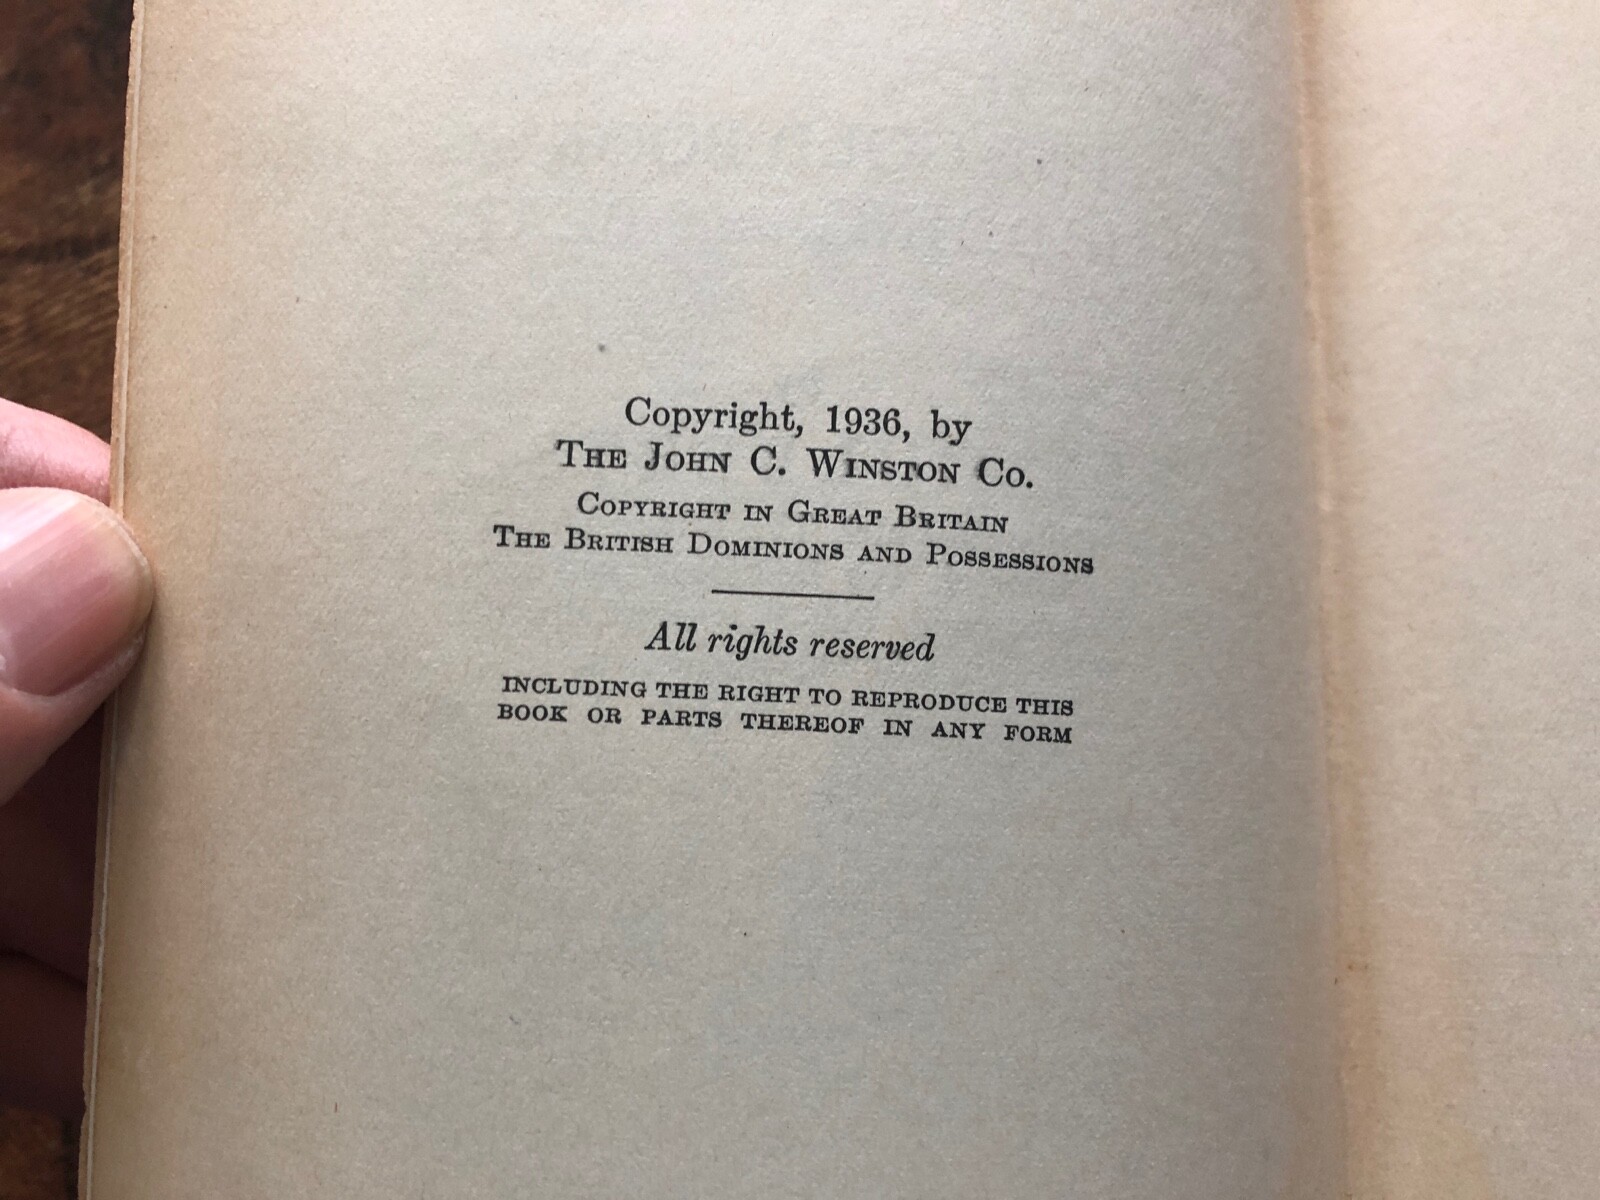 Copyright, 1936, by
The John C. Winston Co.
Copyright in Great Britain
The British Dominions and Possessions
All rights reserved
INCLUDING THE RIGHT TO REPRODUCE THIS
BOOK OR PARTS THEREOF IN ANY FORM